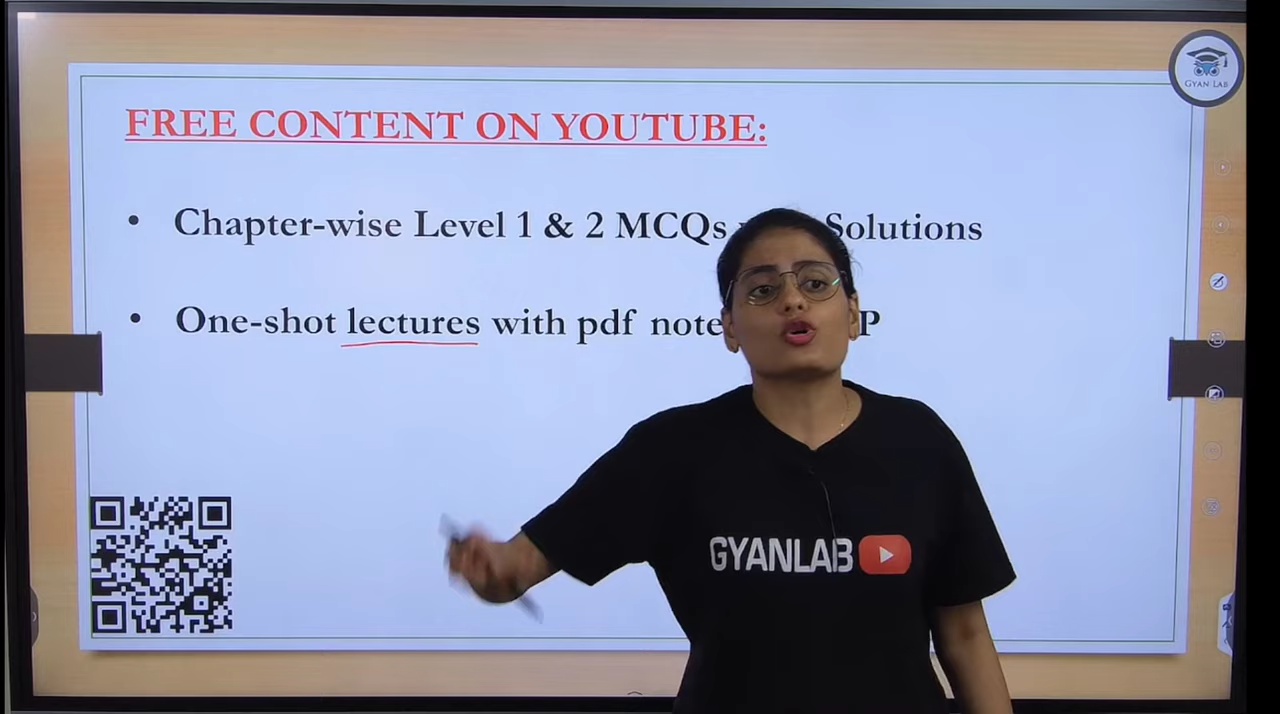 GYAN LAB
FREE CONTENT ON YOUTUBE:
• Chapter-wise Level 1 & 2 MCQs Solutions
• One-shot lectures with pdf
GYANLAB